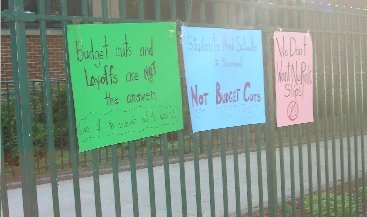 Budget cuts and
Layoffs are NOT
the answer
Students Need Schools
NOT BUDGET CUTS
We Don't
Want No Pink
Slips!